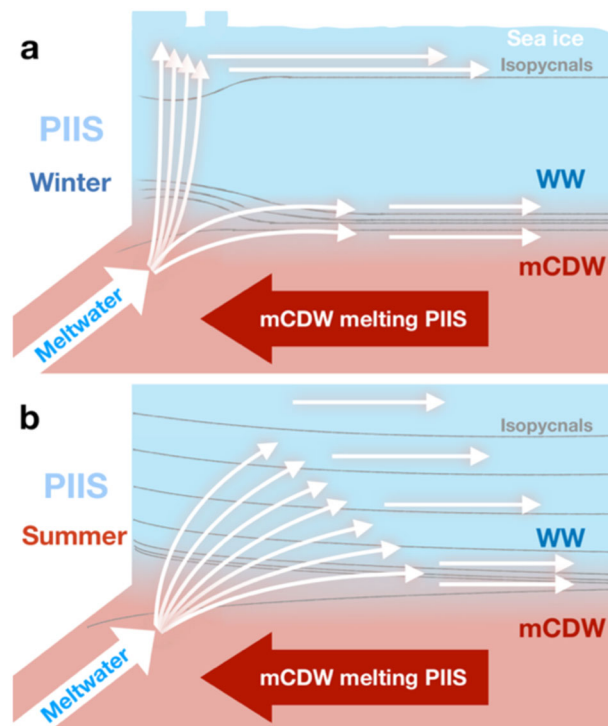 a
Sea ice
Isopycnals
PIIS
Winter
WW
mCDW
Meltwater
mCDW melting PIIS
b
Isopycnals
PIIS
Summer
WW
mCDW
Meltwater
mCDW melting PIIS